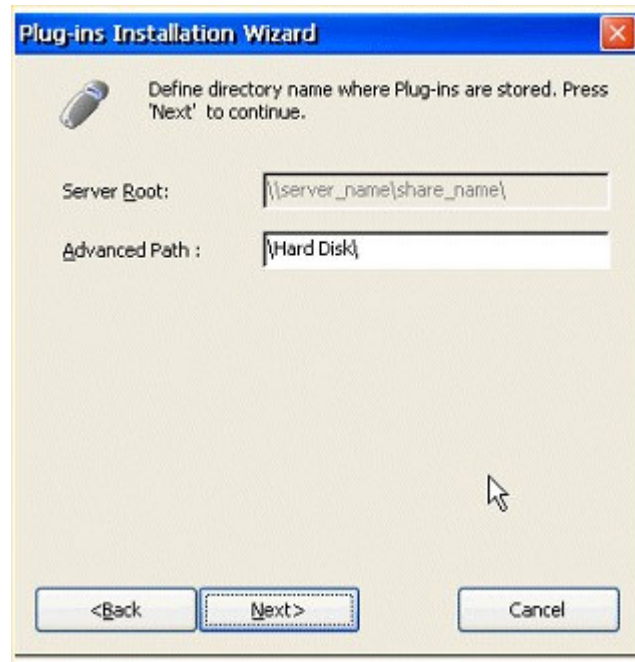 Plug-ins Installation Wizard
Define directory name where Plug-ins are stored. Press
'Next' to continue.
Server Root: \\server_name\share_name\
Advanced Path : \Hard Disk\
<Back Next> Cancel